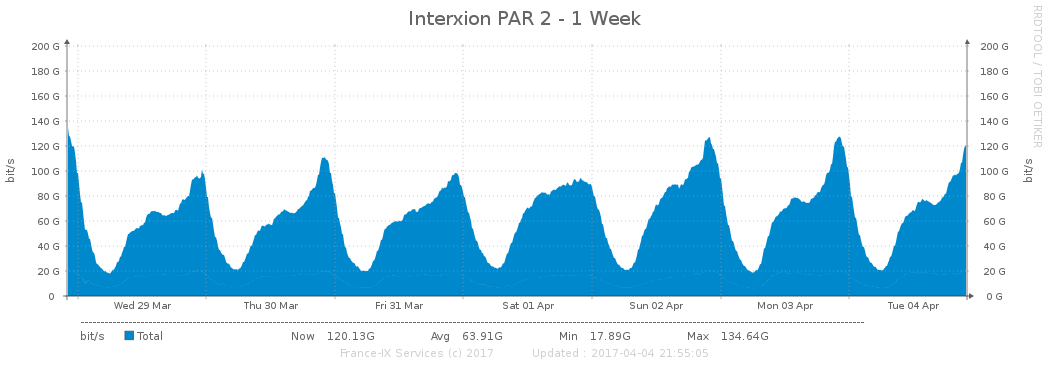 Interxion PAR 2 - 1 Week
RRDTOOL / TOBI OETIKER
bit/s
200 G 200 G
180 G 180 G
160 G 160 G
140 G 140 G
120 G 120 G
100 G 100 G
80 G 80 G
60 G 60 G
40 G 40 G
20 G 20 G
0 0 G
bit/s
Wed 29 Mar Thu 30 Mar Fri 31 Mar Sat 01 Apr Sun 02 Apr Mon 03 Apr Tue 04 Apr
bit/s Total Now 120.13G Avg 63.91G Min 17.89G Max 134.64G
France-IX Services (c) 2017 Updated : 2017-04-04 21:55:05